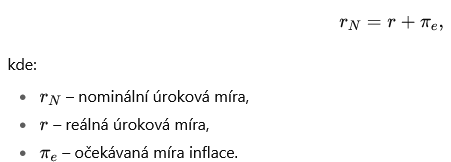 r_N = r + π_e,
kde:
• r_N – nominální úroková míra,
• r – reálná úroková míra,
• π_e – očekávaná míra inflace.